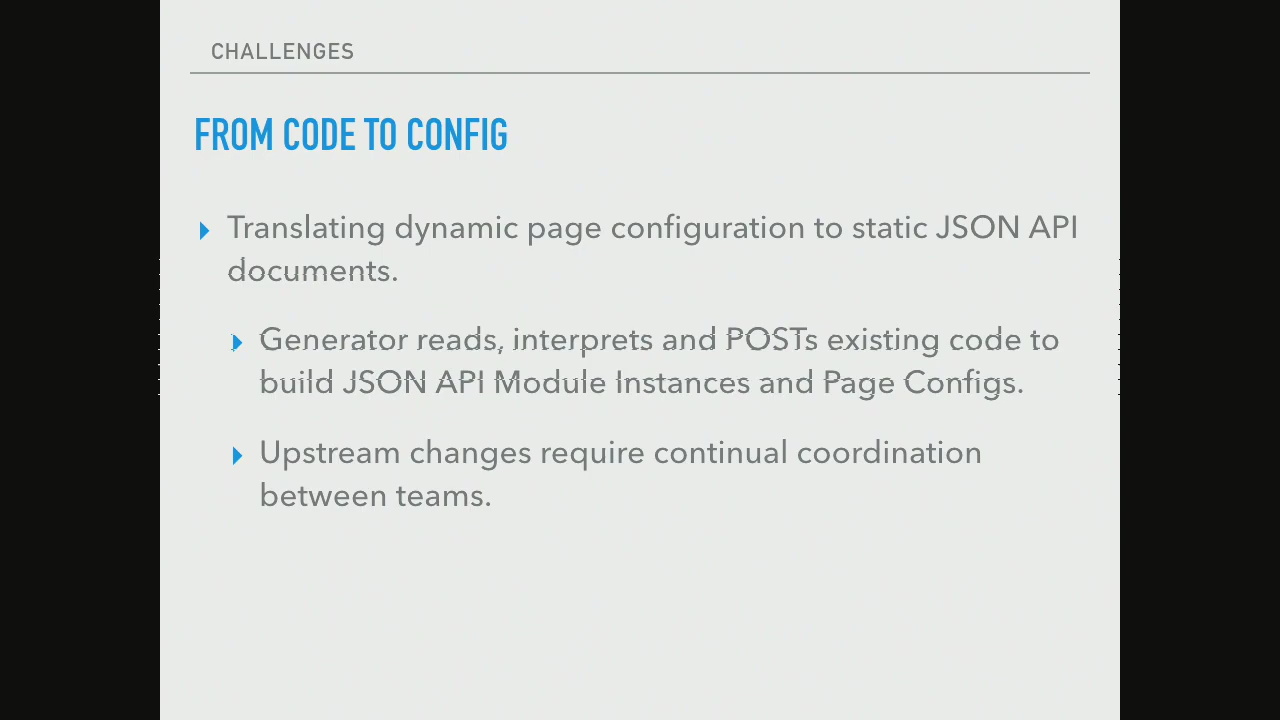 CHALLENGES
FROM CODE TO CONFIG
Translating dynamic page configuration to static JSON API
documents.
Generator reads, interprets and POSTs existing code to
build JSON API Module Instances and Page Configs.
Upstream changes require continual coordination
between teams.